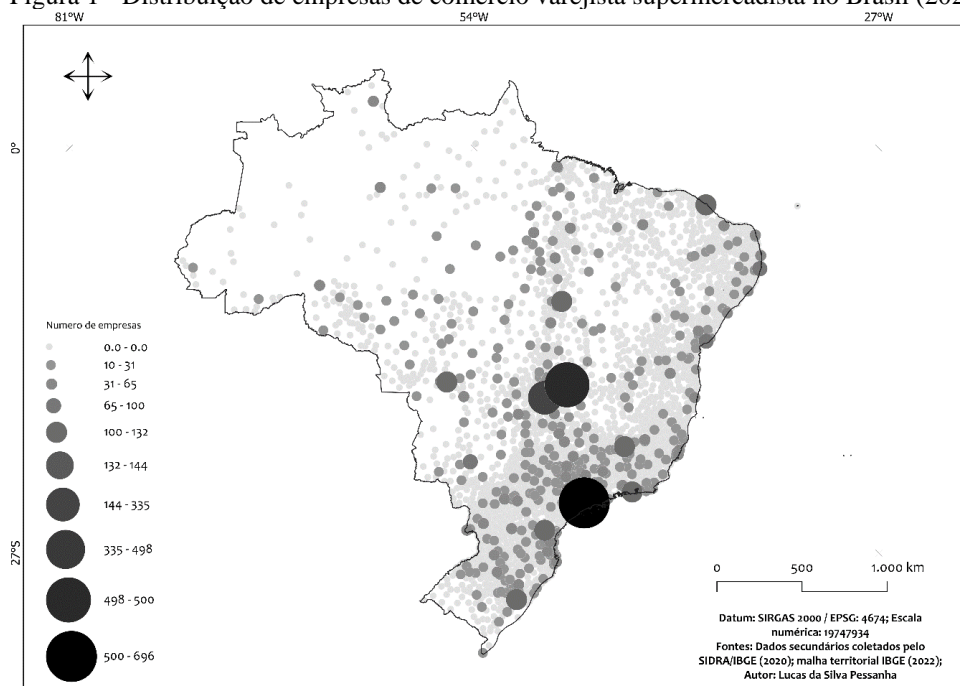 Figura 1 - Distribuição de empresas de comércio varejista supermercadista no Brasil (202
81°W 54°W 27°W
0°
27°S
Numero de empresas
0.0 - 0.0
10 - 31
31 - 65
65 - 100
100 - 132
132 - 144
144 - 335
335 - 498
498 - 500
500 - 696
0 500 1.000 km
Datum: SIRGAS 2000 / EPSG: 4674; Escala
numérica: 19747934
Fontes: Dados secundários coletados pelo
SIDRA/IBGE (2020); malha territorial IBGE (2022);
Autor: Lucas da Silva Pessanha